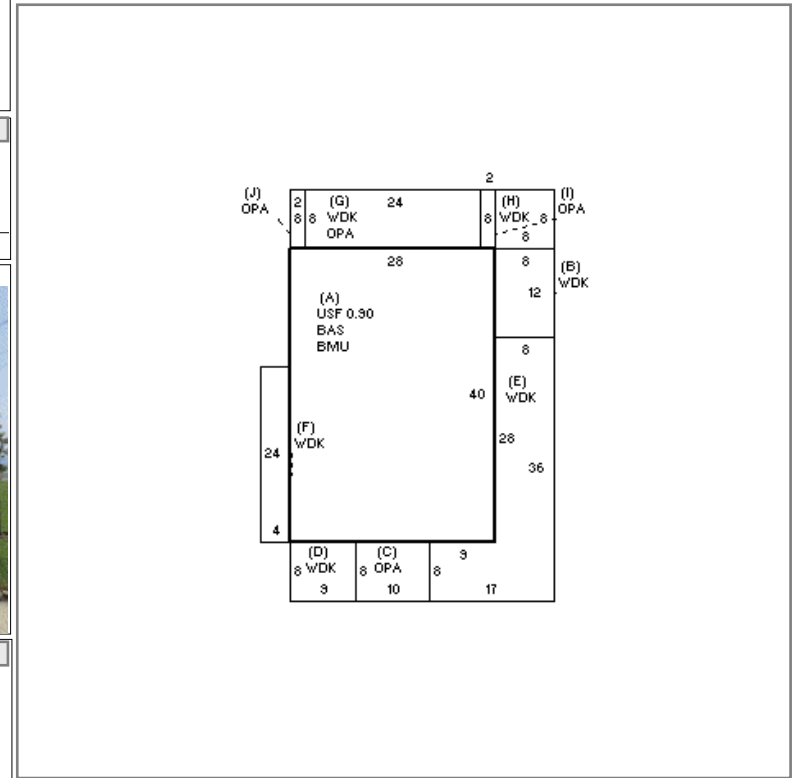 2
(J)
OPA
2
8
8
(G)
WDK
OPA
24
8
(H)
WDK
8
8
(I)
OPA
28
8
(B)
WDK
12
(A)
USF 0.90
BAS
BMU
8
(E)
WDK
40
(F)
WDK
28
24
36
4
(D)
WDK
8
9
(C)
OPA
8
10
9
8
17